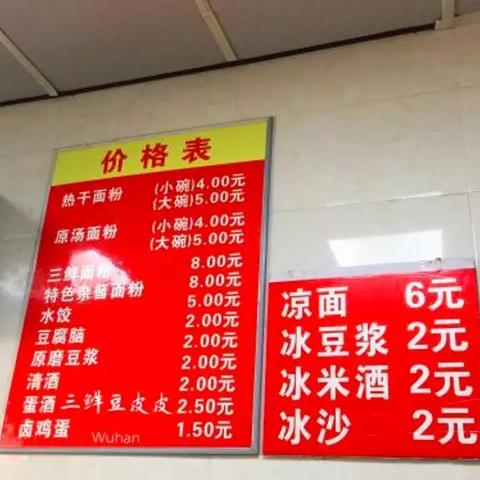 价格表
热干面粉 (小碗)4.00元
(大碗)5.00元
原汤面粉 (小碗)4.00元
(大碗)5.00元
三鲜面粉 8.00元
特色杂酱面粉 8.00元
5.00元
水饺 2.00元
豆腐脑 2.00元
原磨豆浆 2.00元
清酒 2.00元
蛋酒 三鲜豆皮皮 2.50元
卤鸡蛋 1.50元
Wuhan
凉面 6元
冰豆浆 2元
冰米酒 2元
冰沙 2元